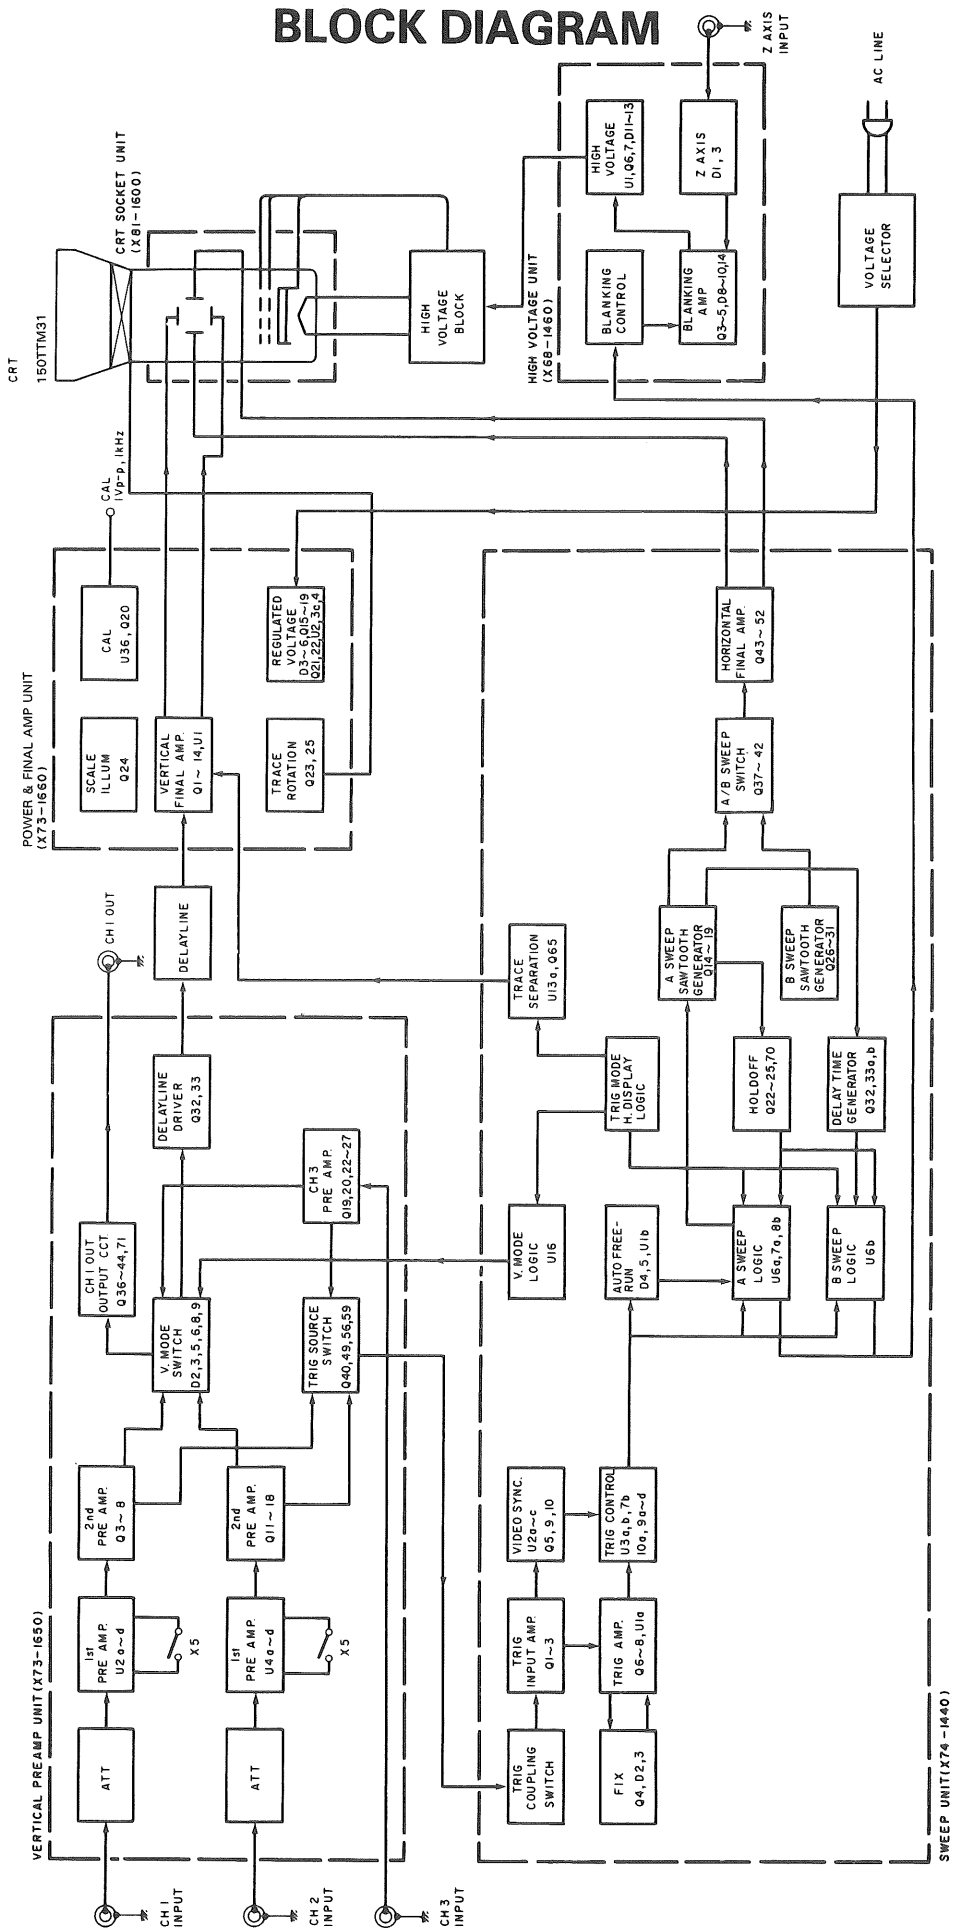 BLOCK DIAGRAM
CRT
150TTM31
CRT SOCKET UNIT
(X81-1600)
CAL
1Vp-p, 1kHz
HIGH
VOLTAGE
BLOCK
HIGH VOLTAGE UNIT
(X68-1460)
HIGH
VOLTAGE
U1,Q6,7,D11~13
Z AXIS
D1, 3
BLANKING
CONTROL
BLANKING
AMP
Q3~5,D8~10,14
Z AXIS
INPUT
AC LINE
VOLTAGE
SELECTOR
POWER & FINAL AMP UNIT
(X73-1660)
CAL
U36, Q20
SCALE
ILLUM
Q24
VERTICAL
FINAL AMP.
Q1~ 14,U1
REGULATED
VOLTAGE
D3~6,Q15~19
Q21,22,U2,3c,4
TRACE
ROTATION
Q23, 25
DELAYLINE
CH1 OUT
VERTICAL PREAMP UNIT(X73-1650)
DELAYLINE
DRIVER
Q32,33
CH3
PRE AMP.
Q19,20,22~27
CH1 OUT
OUTPUT CCT.
Q36~44,71
V. MODE
SWITCH
D2,3,5,6,8,9
TRIG SOURCE
SWITCH
Q40,49,56,59
2nd
PRE AMP.
Q3~ 8
2nd
PRE AMP.
Q11~18
1st
PRE AMP.
U2a~d
X5
1st
PRE AMP.
U4a~d
X5
ATT
ATT
CH1
INPUT
CH2
INPUT
CH3
INPUT
SWEEP UNIT(X74-1440)
HORIZONTAL
FINAL AMP.
Q43~ 52
A/B SWEEP
SWITCH
Q37~ 42
A SWEEP
SAWTOOTH
GENERATOR
Q14~19
B SWEEP
SAWTOOTH
GENERATOR
Q26~31
TRACE
SEPARATION
U13a, Q65
TRIG MODE
H. DISPLAY
LOGIC
HOLDOFF
Q22~25,70
DELAY TIME
GENERATOR
Q32,33a,b
V. MODE
LOGIC
U16
AUTO FREE-
RUN
D4,5,U1b
A SWEEP
LOGIC
U6a,7a,8b
B SWEEP
LOGIC
U6b
VIDEO SYNC.
U2a~c
Q5, 9, 10
TRIG CONTROL
U3a,b,7b
10a,9a~d
TRIG
INPUT AMP.
Q1~3
TRIG AMP.
Q6~8,U1a
TRIG
COUPLING
SWITCH
FIX
Q4, D2,3